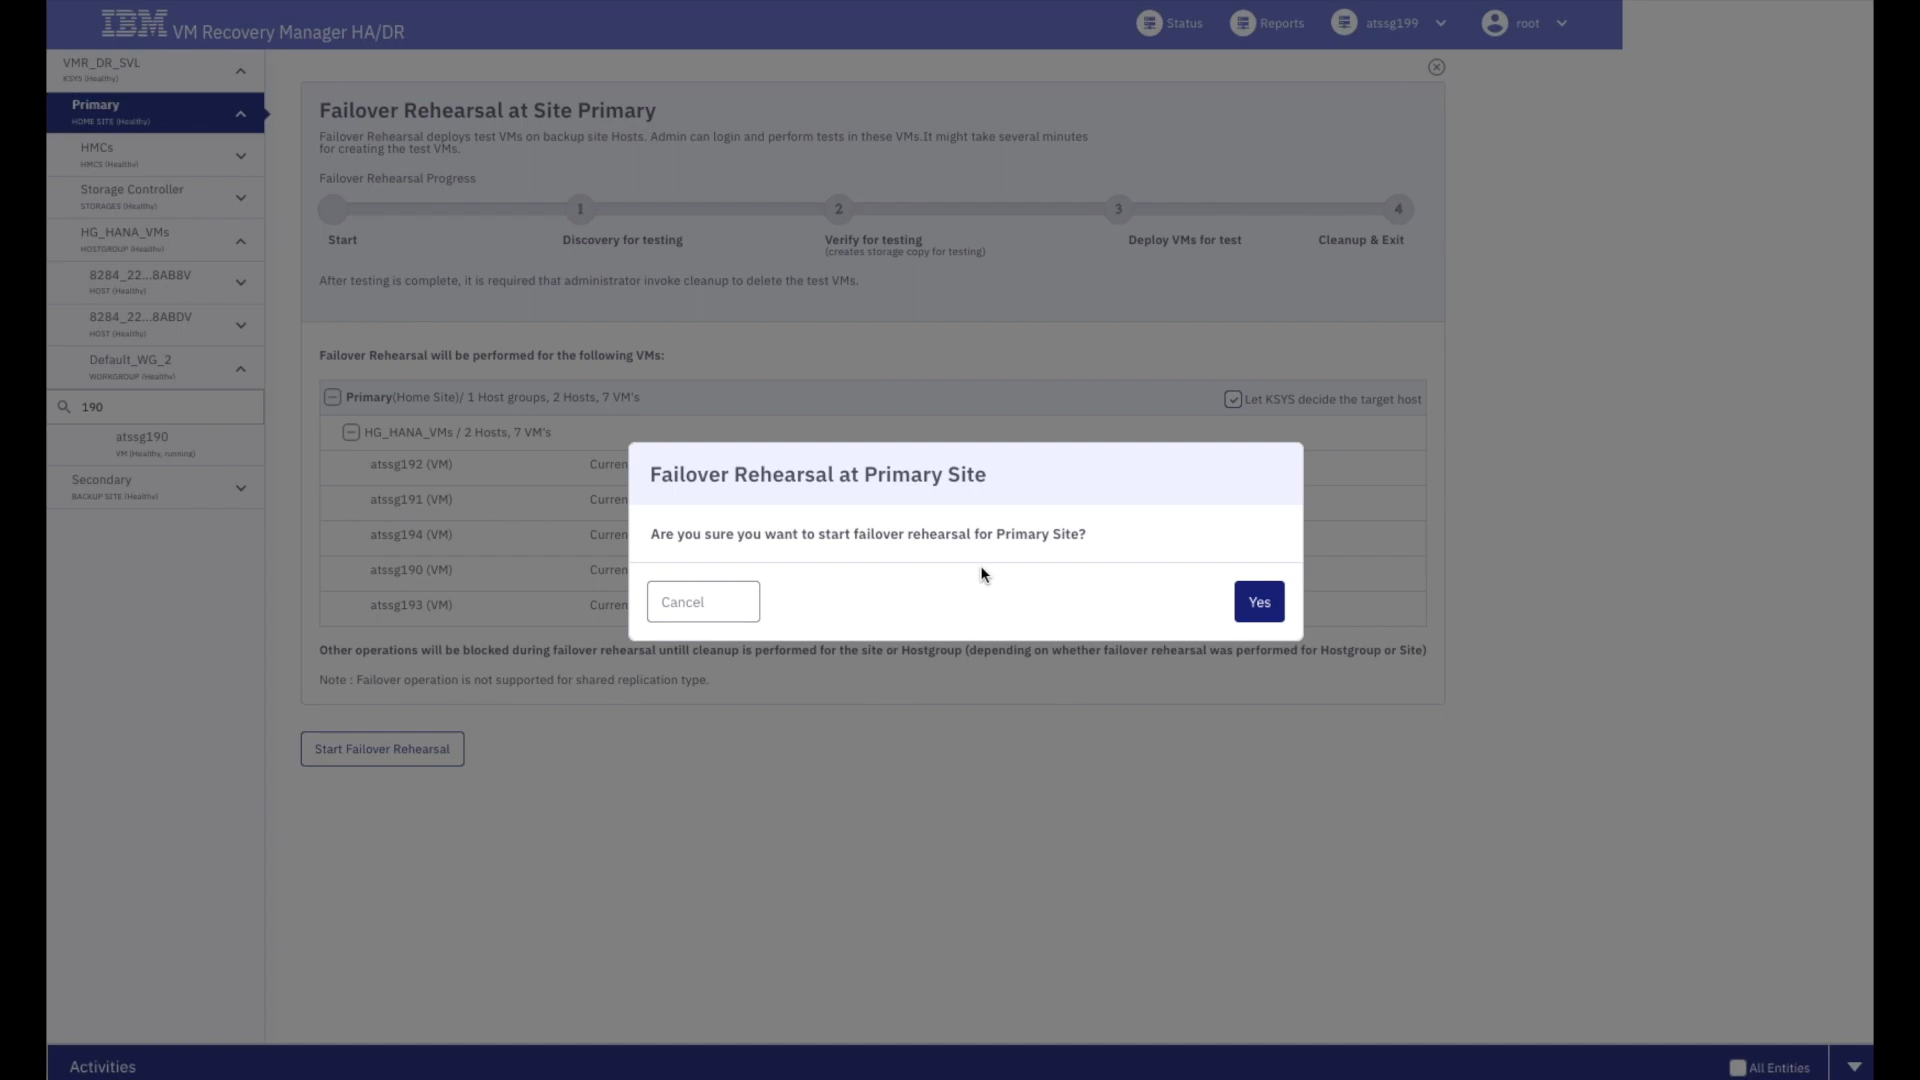 IBM VM Recovery Manager HA/DR
Status
Reports
atssg199
root
VMR_DR_SVL
KSYS (Healthy)
Primary
HOME SITE (Healthy)
HMCs
HMCS (Healthy)
Storage Controller
STORAGES (Healthy)
HG_HANA_VMs
HOSTGROUP (Healthy)
8284_22...8AB8V
HOST (Healthy)
8284_22...8ABDV
HOST (Healthy)
Default_WG_2
WORKGROUP (Healthy)
190
atssg190
VM (Healthy, running)
Secondary
BACKUP SITE (Healthy)
Failover Rehearsal at Site Primary
Failover Rehearsal deploys test VMs on backup site Hosts. Admin can login and perform tests in these VMs.It might take several minutes
for creating the test VMs.
Failover Rehearsal Progress
1
2
3
4
Start
Discovery for testing
Verify for testing
(creates storage copy for testing)
Deploy VMs for test
Cleanup & Exit
After testing is complete, it is required that administrator invoke cleanup to delete the test VMs.
Failover Rehearsal will be performed for the following VMs:
Primary(Home Site)/ 1 Host groups, 2 Hosts, 7 VM's
Let KSYS decide the target host
HG_HANA_VMs / 2 Hosts, 7 VM's
atssg192 (VM) Curren
atssg191 (VM) Curren
atssg194 (VM) Curren
atssg190 (VM) Curren
atssg193 (VM) Curren
Failover Rehearsal at Primary Site
Are you sure you want to start failover rehearsal for Primary Site?
Cancel
Yes
Other operations will be blocked during failover rehearsal untill cleanup is performed for the site or Hostgroup (depending on whether failover rehearsal was performed for Hostgroup or Site)
Note : Failover operation is not supported for shared replication type.
Start Failover Rehearsal
Activities
All Entities